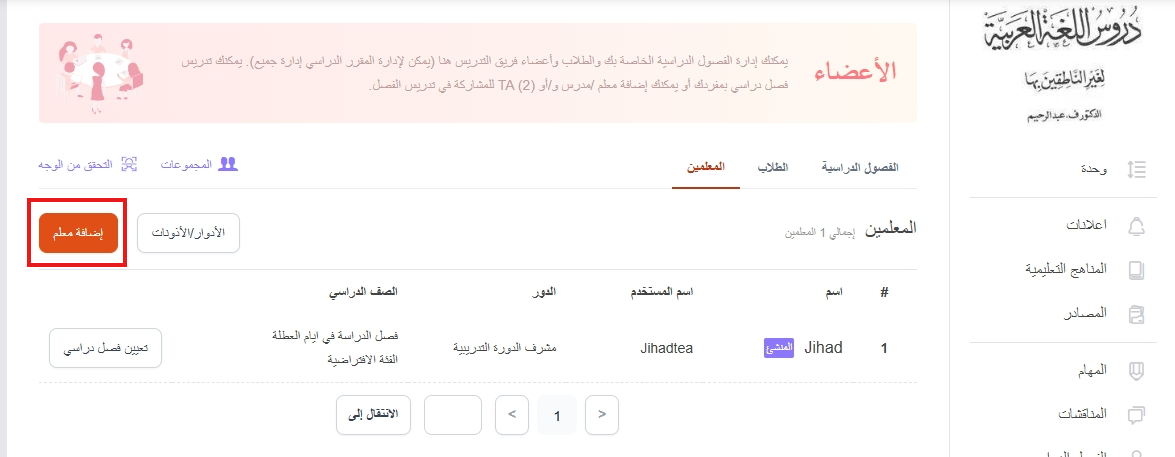 دروس اللغة العربية
لغير الناطقين بها
الدكتور ف. عبد الرحيم
وحدة
اعلانات
المناهج التعليمية
المصادر
المهام
المناقشات
الأعضاء
يمكنك إدارة الفصول الدراسية الخاصة بك والطلاب وأعضاء فريق التدريس هنا (يمكن لإدارة المقرر الدراسي إدارة جميع). يمكنك تدريس
فصل دراسي بمفردك أو يمكنك إضافة معلم /مدرس و/أو TA (2) للمشاركة في تدريس الفصل.
الفصول الدراسية الطلاب المعلمين المجموعات التحقق من الوجه
المعلمين إجمالي 1 المعلمين الأدوار/الأذونات إضافة معلم
# اسم اسم المستخدم الدور الصف الدراسي
1 Jihad المنشئ Jihadtea مشرف الدورة التدريبية فصل الدراسة في ايام العطلة تعيين فصل دراسي
الفئة الافتراضية
< 1 > الانتقال إلى